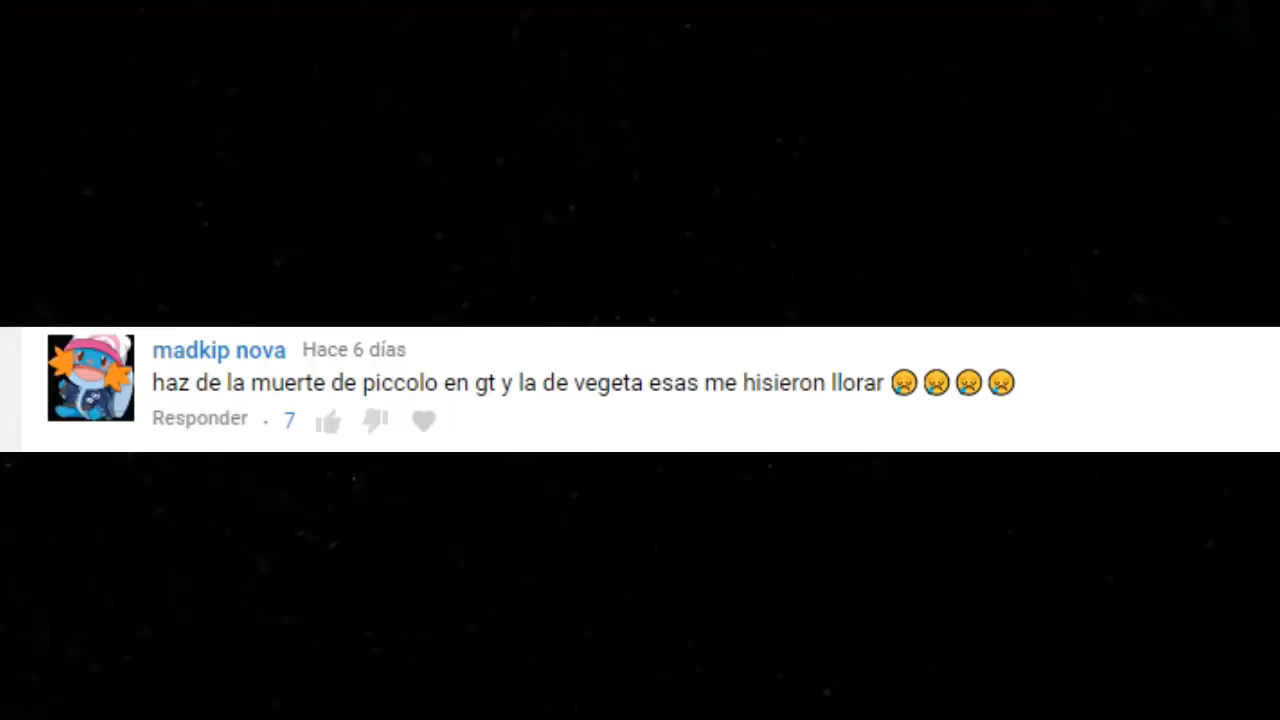 madkip nova Hace 6 días
haz de la muerte de piccolo en gt y la de vegeta esas me hisieron llorar 😢😢😢😢
Responder . 7